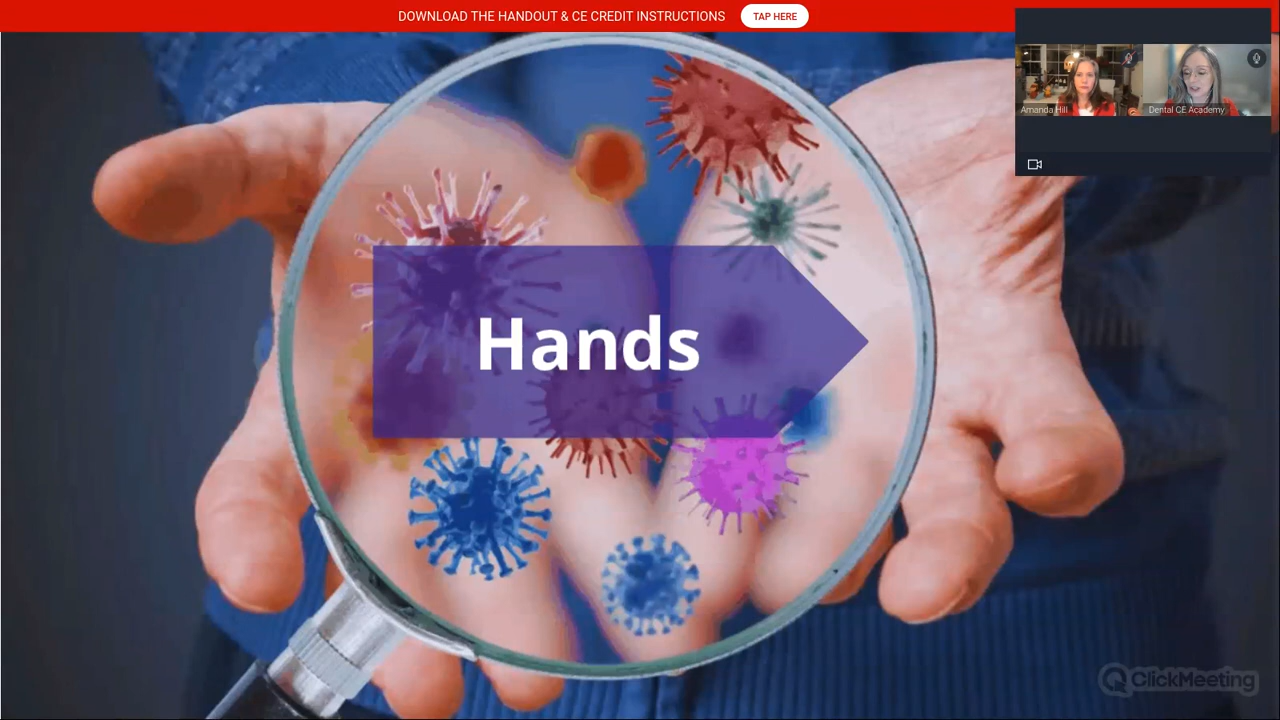 DOWNLOAD THE HANDOUT & CE CREDIT INSTRUCTIONS
TAP HERE
Amanda Hill
Dental CE Academy
Hands
ClickMeeting